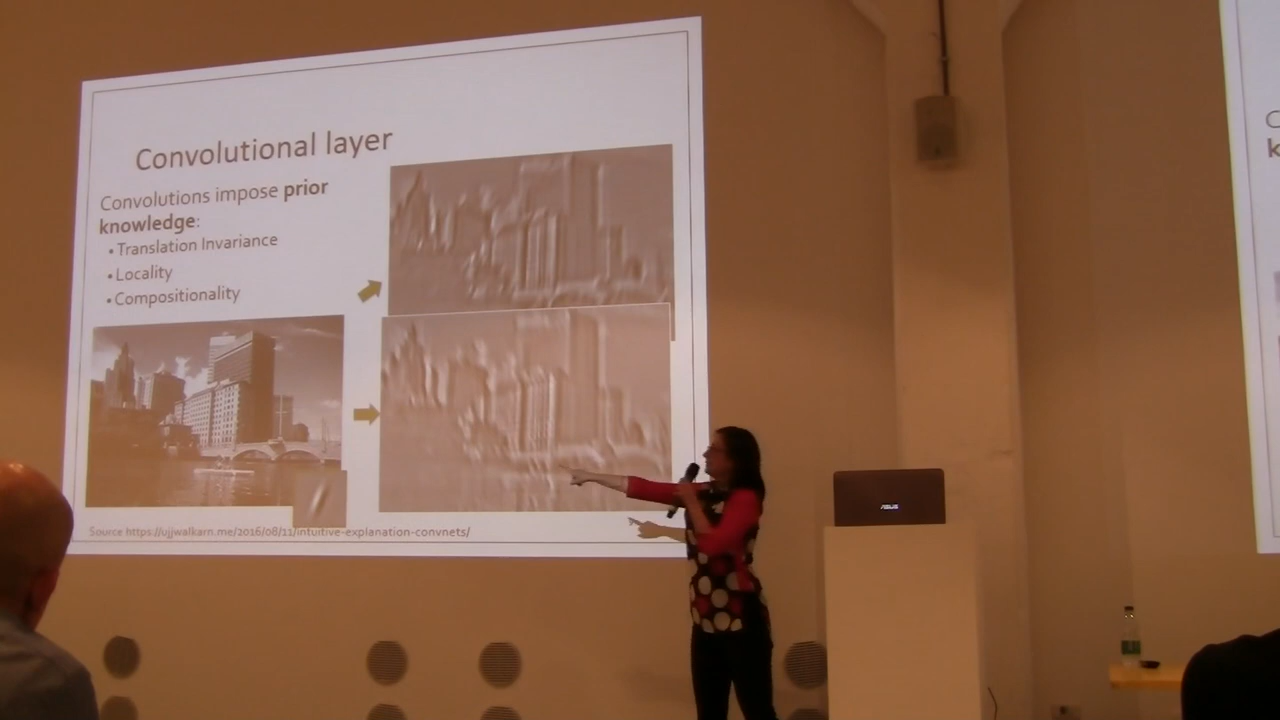 Convolutional layer
Convolutions impose prior
knowledge:
• Translation Invariance
• Locality
• Compositionality
Source https://ujjwalkarn.me/2016/08/11/intuitive-explanation-convnets/
ASUS
C
k